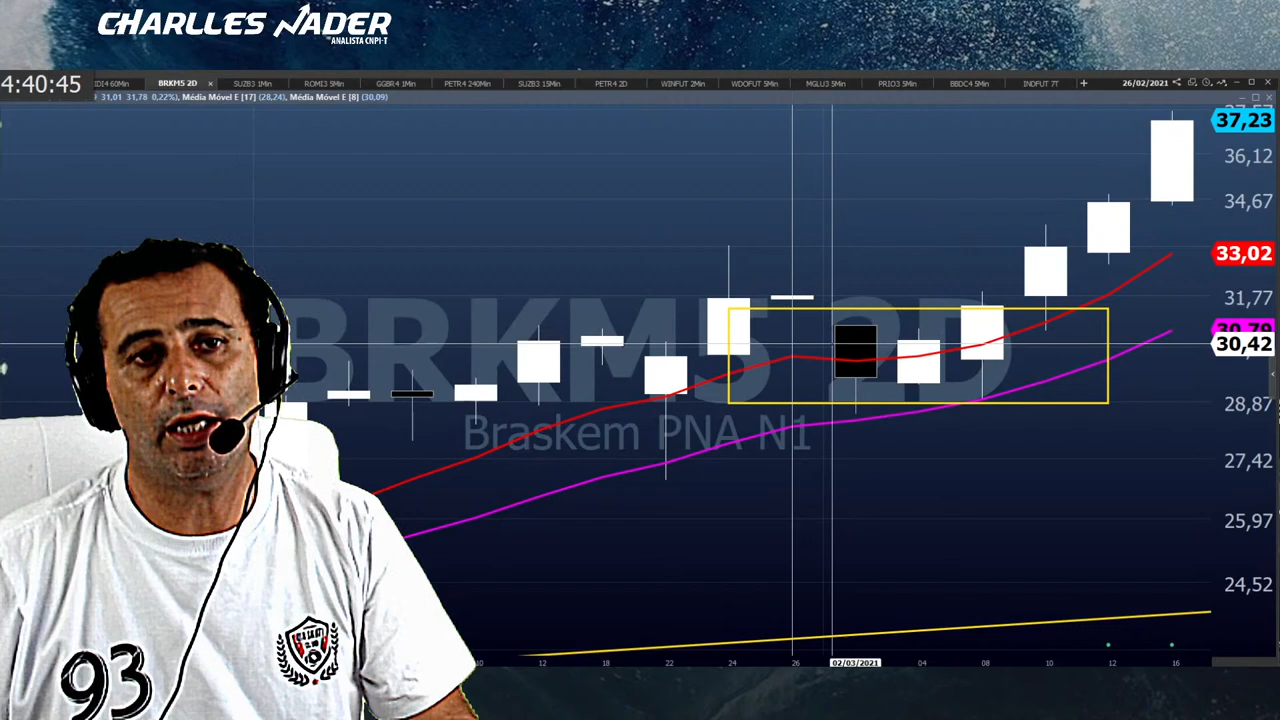 CHARLLES NADER
ANALISTA CNPI-T
4:40:45
DI4 60Min
BRKM5 2D
SUZB3 1Min
ROMI3 5Min
GGBR4 1Min
PETR4 240Min
SUZB3 15Min
PETR4 2D
WINFUT 2Min
WDOFUT 5Min
MGLU3 5Min
PRIO3 5Min
BBDC4 5Min
INDFUT 7T
26/02/2021
31,01 31,78 0,22%), Média Móvel E [17] (28,24), Média Móvel E [8] (30,09)
37,23
36,12
34,67
33,02
31,77
30,79
30,42
28,87
27,42
25,97
24,52
BRKM5 2D
Braskem PNA N1
93
10
12
18
22
24
26
02/03/2021
04
08
10
12
16